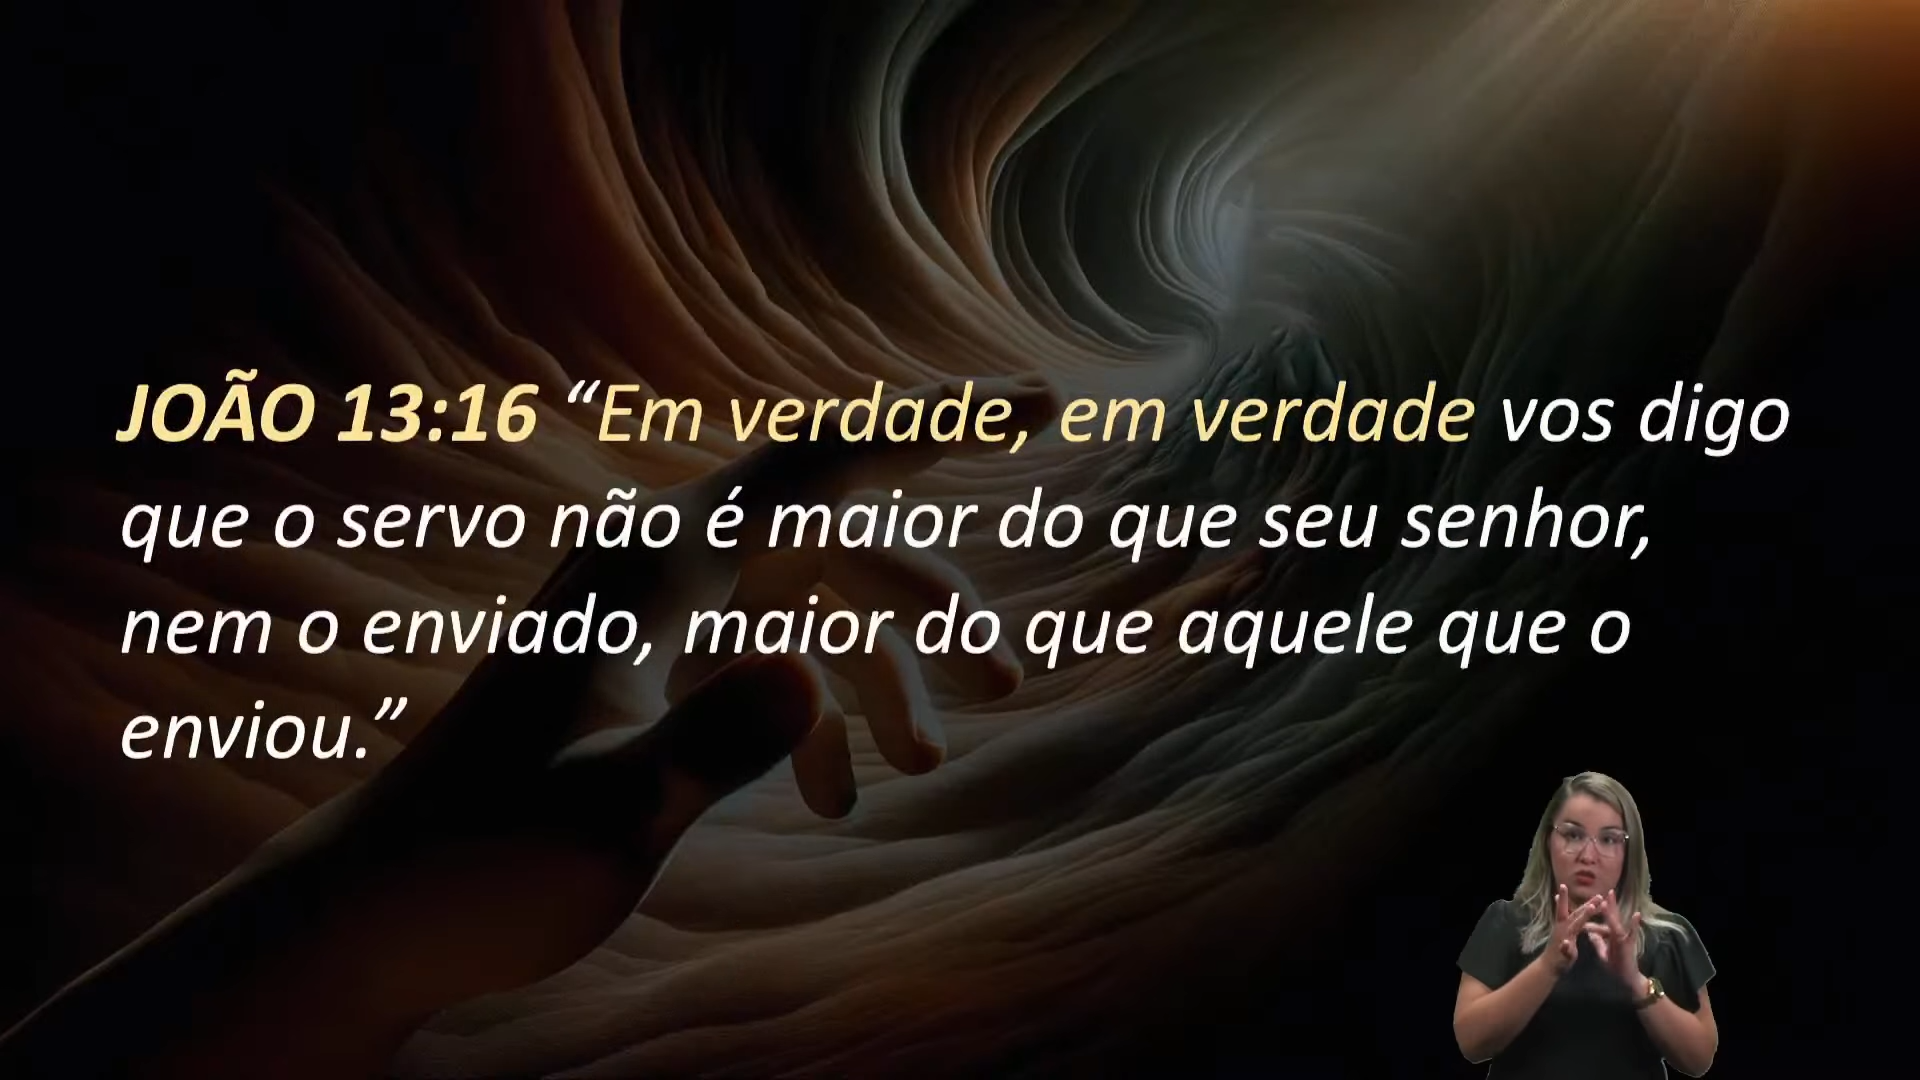 JOÃO 13:16 “Em verdade, em verdade vos digo
que o servo não é maior do que seu senhor,
nem o enviado, maior do que aquele que o
enviou.”